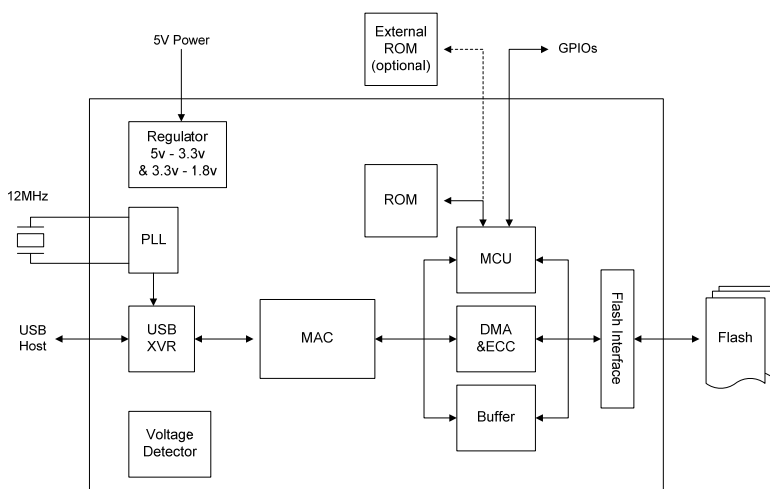 5V Power
External
ROM
(optional)
GPIOs
Regulator
5v - 3.3v
& 3.3v - 1.8v
12MHz
PLL
ROM
MCU
USB
Host
USB
XVR
MAC
DMA
&ECC
Flash Interface
Flash
Buffer
Voltage
Detector